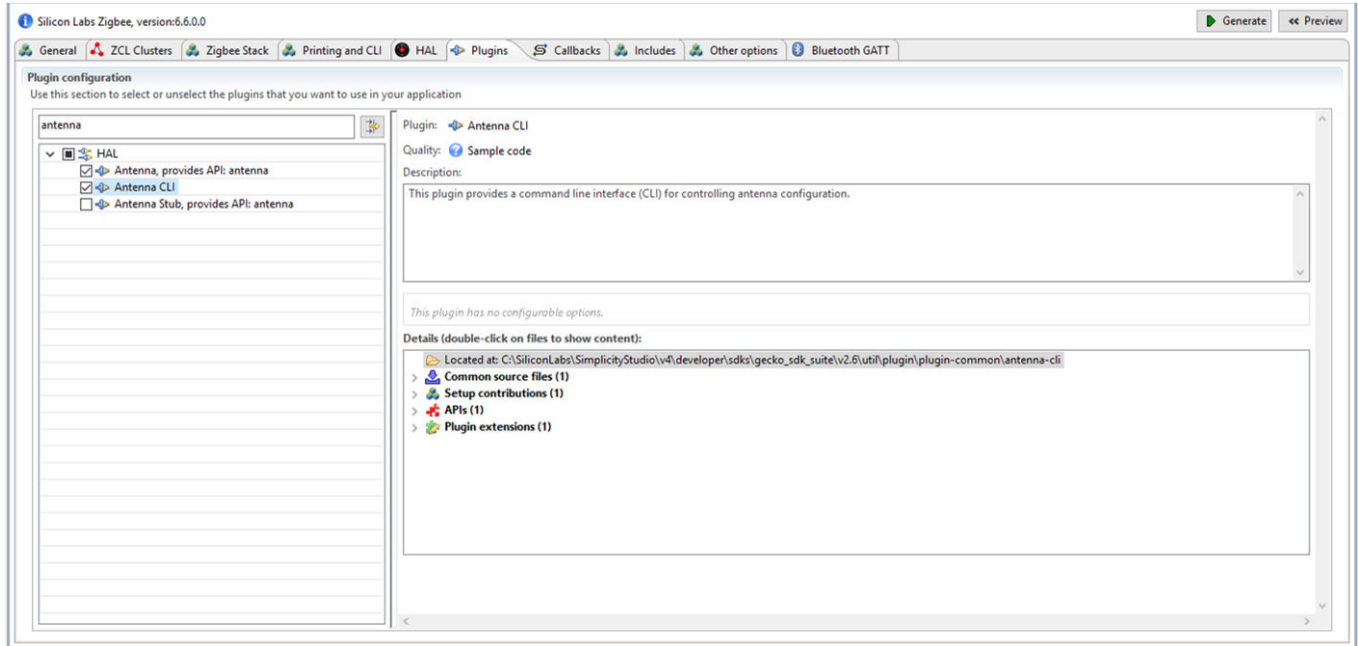 Silicon Labs Zigbee, version:6.6.0.0
Generate
Preview
General
ZCL Clusters
Zigbee Stack
Printing and CLI
HAL
Plugins
Callbacks
Includes
Other options
Bluetooth GATT
Plugin configuration
Use this section to select or unselect the plugins that you want to use in your application
antenna
HAL
Antenna, provides API: antenna
Antenna CLI
Antenna Stub, provides API: antenna
Plugin: Antenna CLI
Quality: Sample code
Description:
This plugin provides a command line interface (CLI) for controlling antenna configuration.
This plugin has no configurable options.
Details (double-click on files to show content):
Located at: C:\SiliconLabs\SimplicityStudio\v4\developer\sdks\gecko_sdk_suite\v2.6\util\plugin\plugin-common\antenna-cli
Common source files (1)
Setup contributions (1)
APIs (1)
Plugin extensions (1)